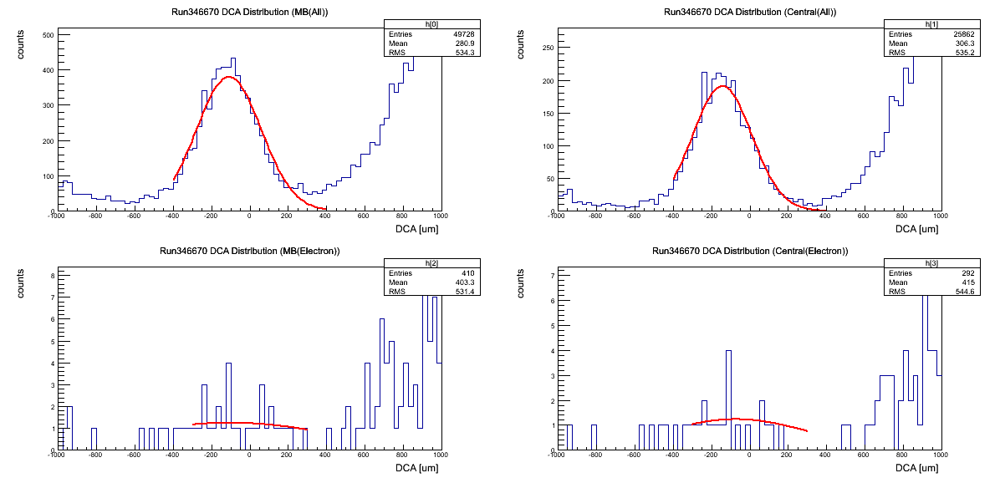 Run346670 DCA Distribution (MB(All))
h[0]
Entries 49728
Mean 280.9
RMS 534.3
counts
500
400
300
200
100
0
-1000 -800 -600 -400 -200 0 200 400 600 800 1000
DCA [um]
Run346670 DCA Distribution (Central(All))
h[1]
Entries 25862
Mean 306.3
RMS 535.2
counts
250
200
150
100
50
0
-1000 -800 -600 -400 -200 0 200 400 600 800 1000
DCA [um]
Run346670 DCA Distribution (MB(Electron))
h[2]
Entries 410
Mean 403.3
RMS 531.4
counts
8
7
6
5
4
3
2
1
0
-1000 -800 -600 -400 -200 0 200 400 600 800 1000
DCA [um]
Run346670 DCA Distribution (Central(Electron))
h[3]
Entries 292
Mean 415
RMS 544.6
counts
7
6
5
4
3
2
1
0
-1000 -800 -600 -400 -200 0 200 400 600 800 1000
DCA [um]